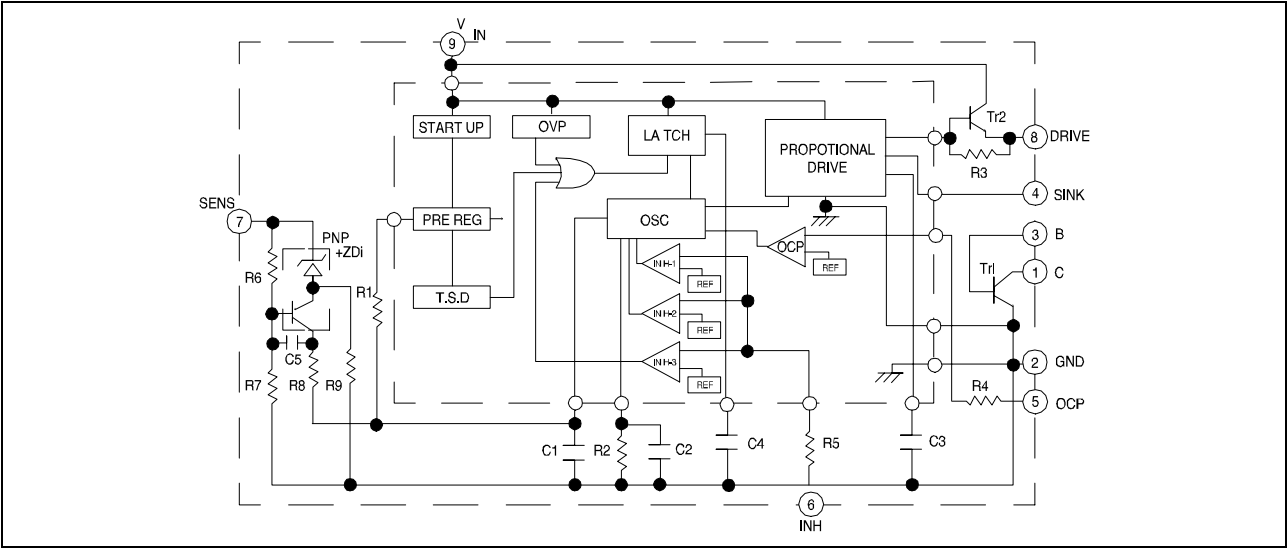 V
9 IN
START UP
OVP
LA TCH
PROPOTIONAL
DRIVE
Tr2
8 DRIVE
R3
4 SINK
SENS
7
PNP
+ZDi
PRE REG
OSC
OCP
REF
3 B
Trl
1 C
R6
R1
T.S.D
INH-1
REF
INH-2
REF
INH-3
REF
C5
R7
R8
R9
2 GND
R4
5 OCP
C1
R2
C2
C4
R5
C3
6
INH